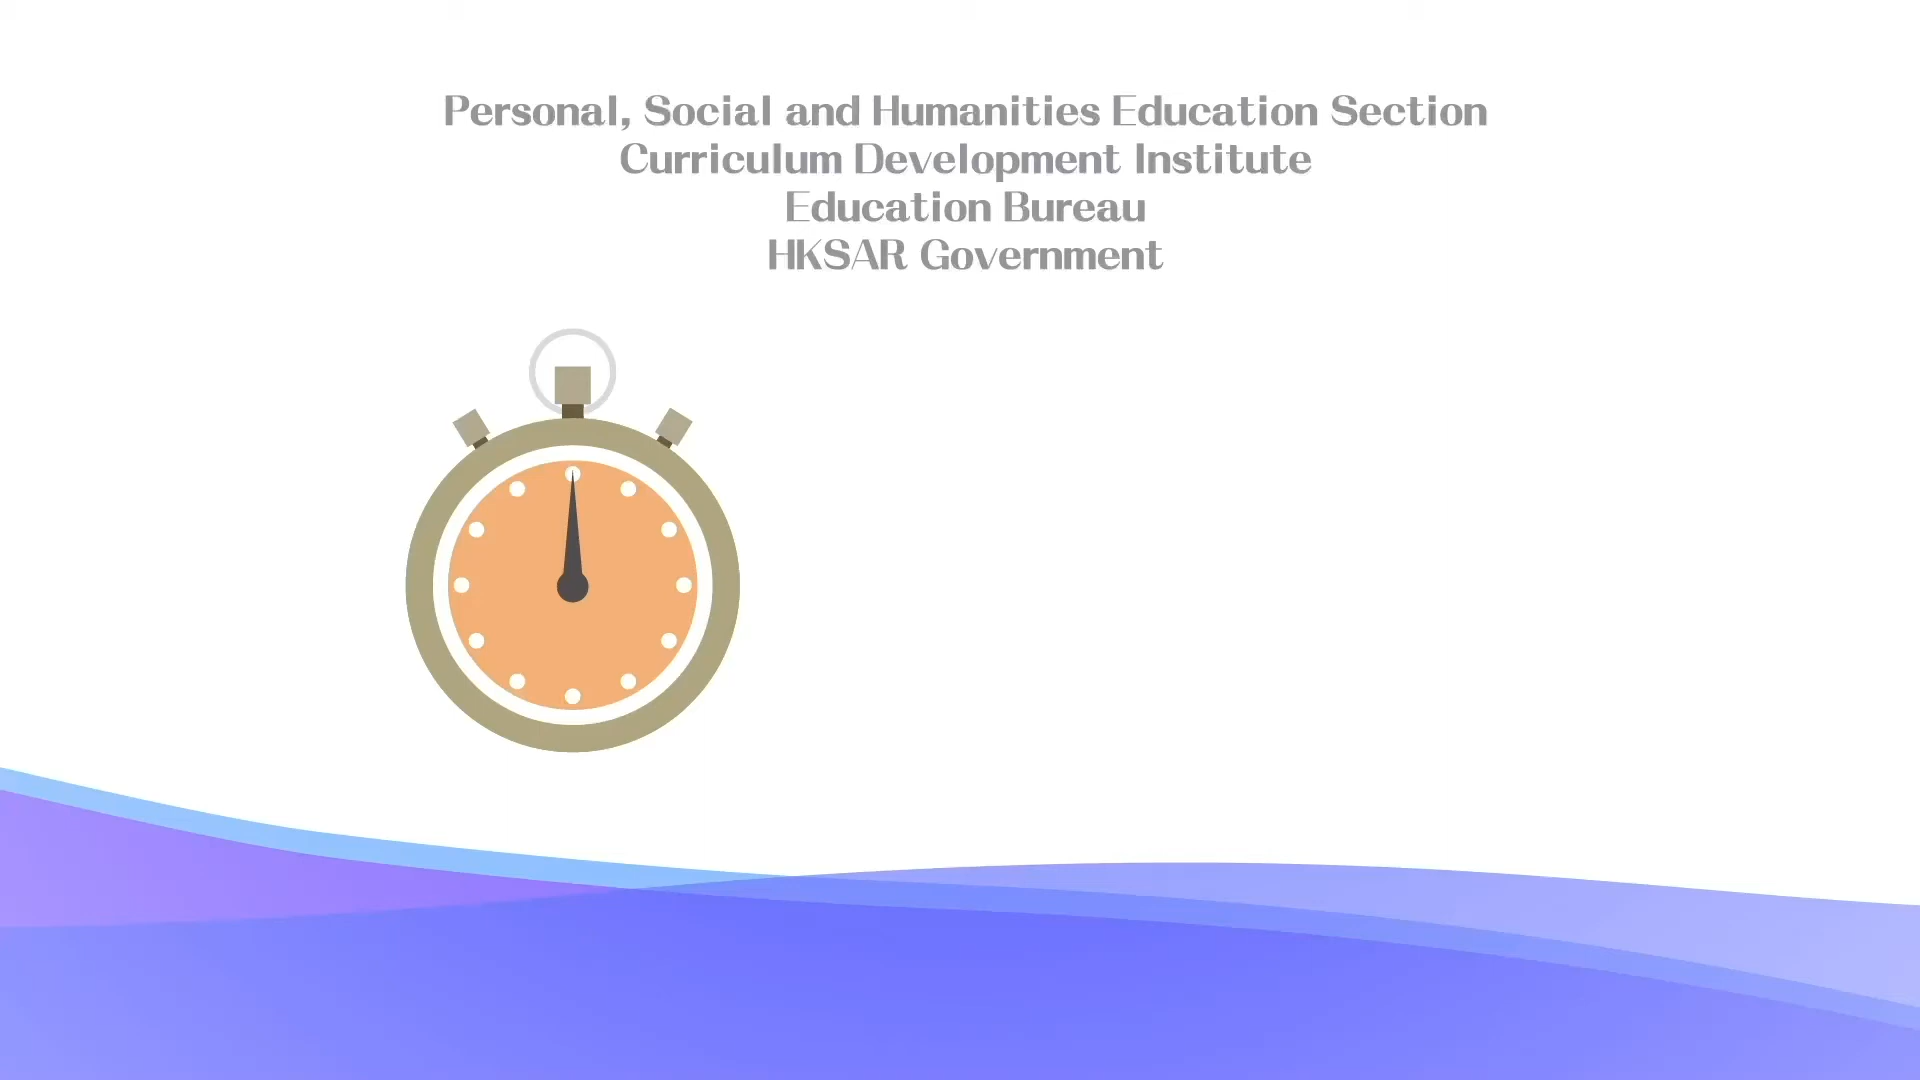 Personal, Social and Humanities Education Section
Curriculum Development Institute
Education Bureau
HKSAR Government